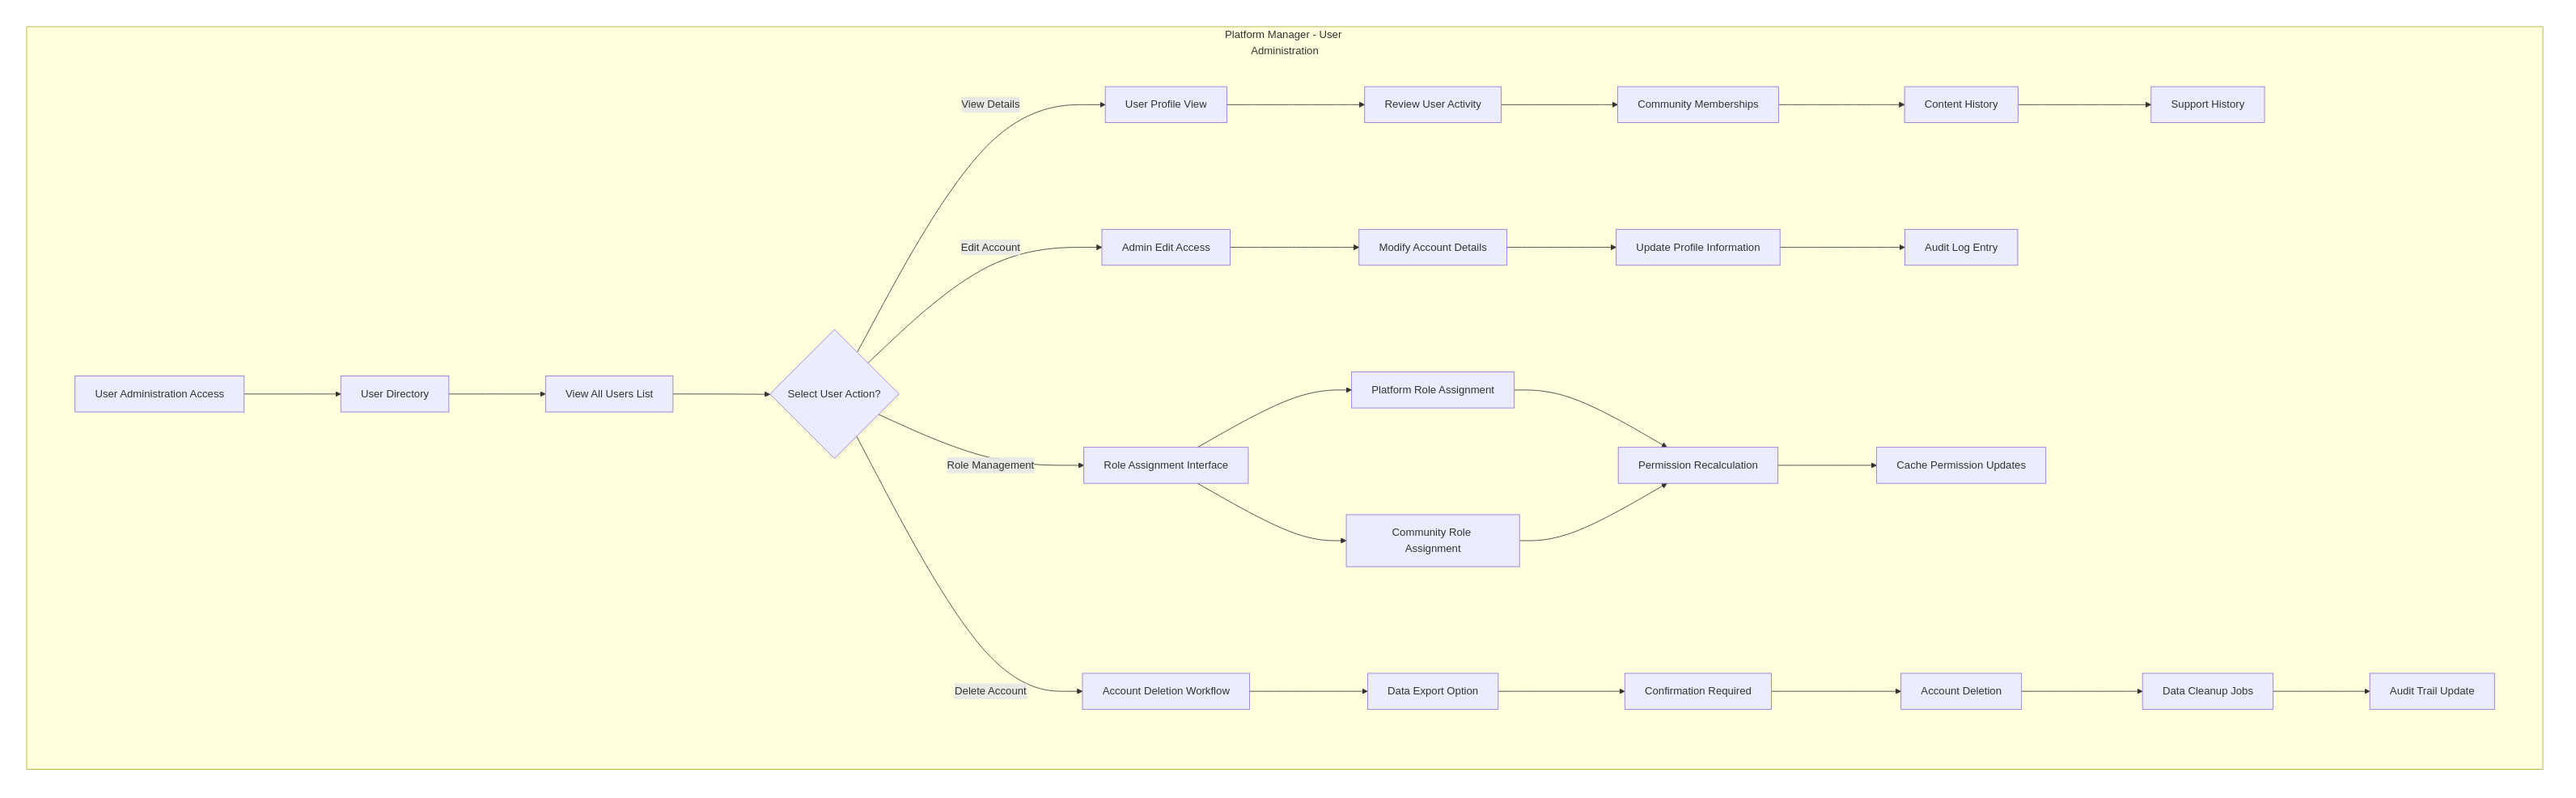 Platform Manager - User
Administration
View Details
User Profile View
Review User Activity
Community Memberships
Content History
Support History
Edit Account
Admin Edit Access
Modify Account Details
Update Profile Information
Audit Log Entry
User Administration Access
User Directory
View All Users List
Select User Action?
Role Management
Role Assignment Interface
Platform Role Assignment
Community Role
Assignment
Permission Recalculation
Cache Permission Updates
Delete Account
Account Deletion Workflow
Data Export Option
Confirmation Required
Account Deletion
Data Cleanup Jobs
Audit Trail Update